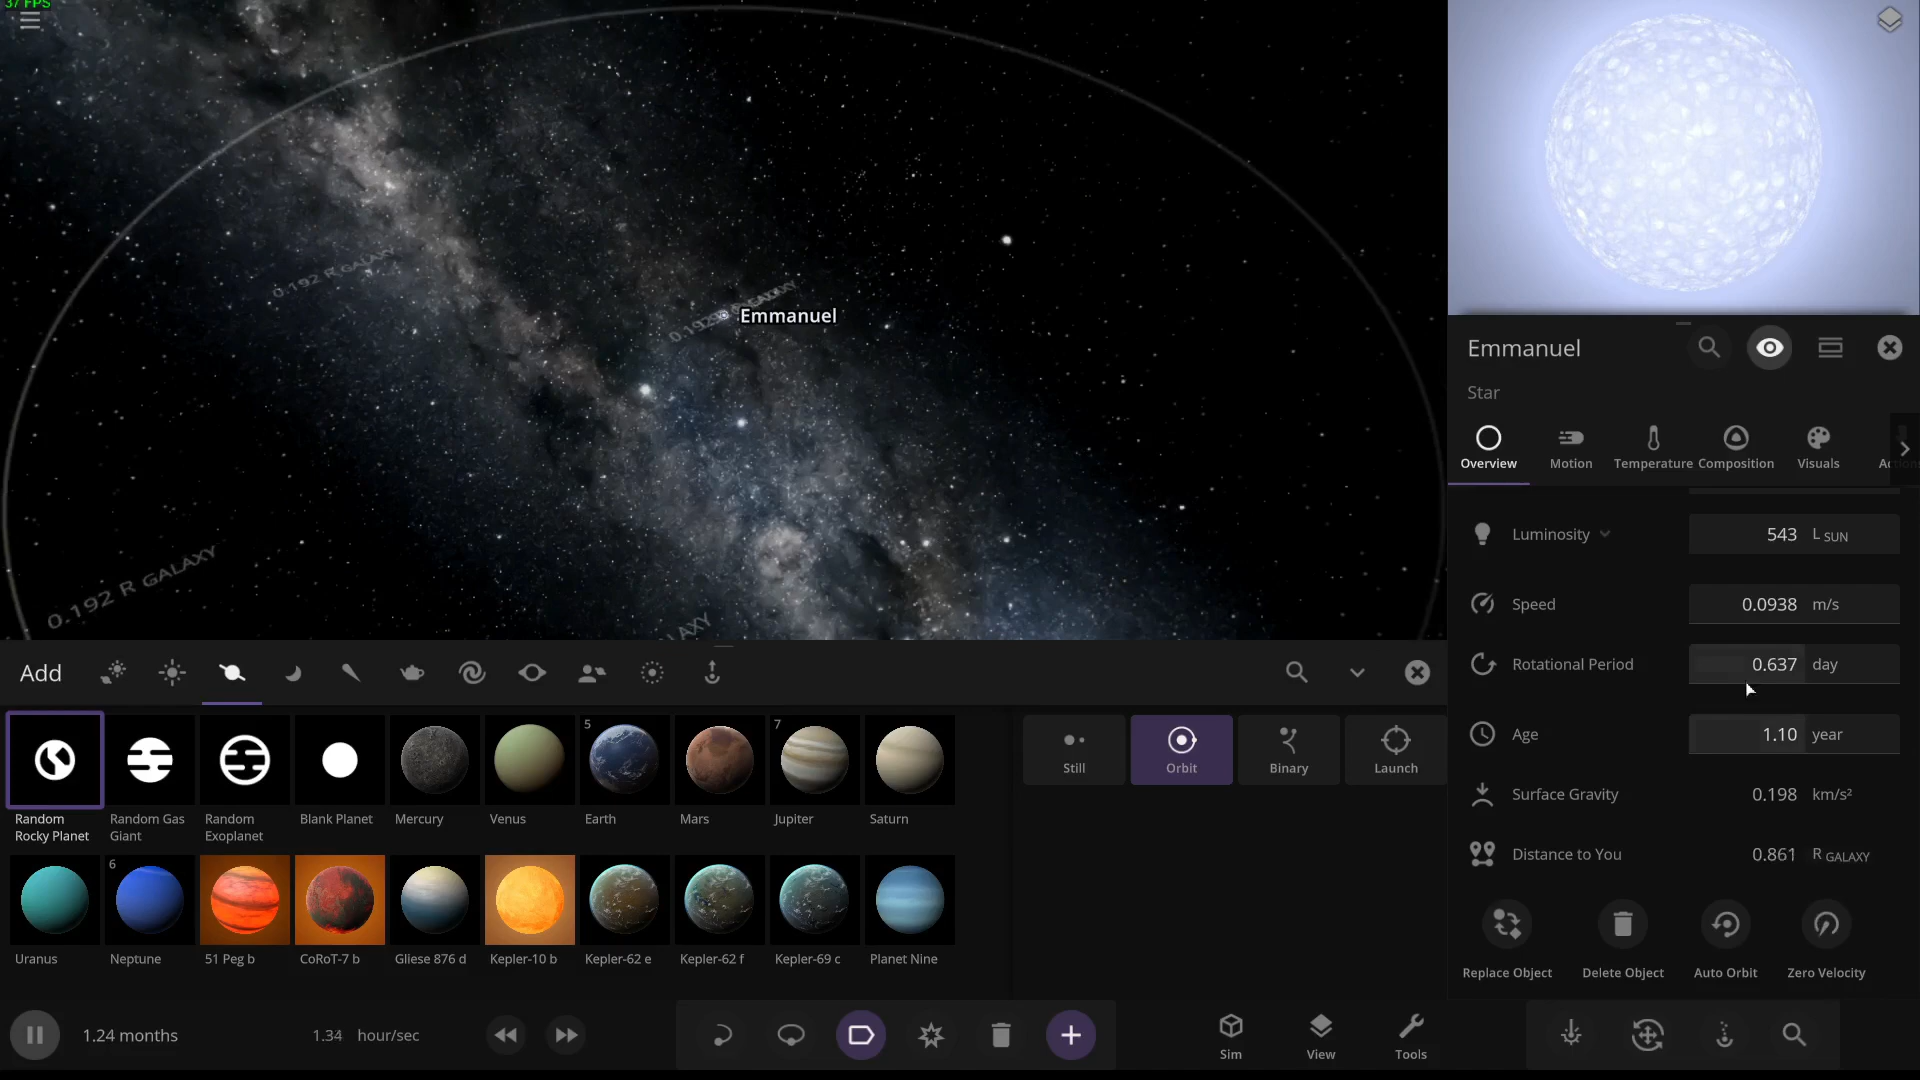 37 FPS
0.192 R GALAXY
0.192 R GALAXY
Emmanuel
0.192 R GALAXY
LAXY
Emmanuel
Star
Overview
Motion
Temperature
Composition
Visuals
Luminosity 543 L SUN
Speed 0.0938 m/s
Rotational Period 0.637 day
Age 1.10 year
Surface Gravity 0.198 km/s²
Distance to You 0.861 R GALAXY
Replace Object
Delete Object
Auto Orbit
Zero Velocity
Add
5
7
Random Rocky Planet
Random Gas Giant
Random Exoplanet
Blank Planet
Mercury
Venus
Earth
Mars
Jupiter
Saturn
6
Uranus
Neptune
51 Peg b
CoRoT-7 b
Gliese 876 d
Kepler-10 b
Kepler-62 e
Kepler-62 f
Kepler-69 c
Planet Nine
Still
Orbit
Binary
Launch
1.24 months
1.34 hour/sec
Sim
View
Tools